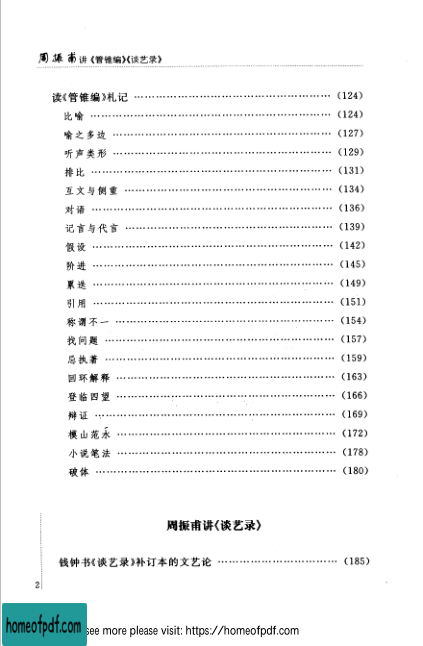 周振甫讲《管锥编》《谈艺录》
读《管锥编》札记 …………………………………… (124)
比喻 …………………………………… (124)
喻之多边 …………………………………… (127)
听声类形 …………………………………… (129)
排比 …………………………………… (131)
互文与侧重 …………………………………… (134)
对语 …………………………………… (136)
记言与代言 …………………………………… (139)
假设 …………………………………… (142)
阶进 …………………………………… (145)
累迭 …………………………………… (149)
引用 …………………………………… (151)
称谓不一 …………………………………… (154)
找问题 …………………………………… (157)
忌执著 …………………………………… (159)
回环解释 …………………………………… (163)
登临四望 …………………………………… (166)
辩证 …………………………………… (169)
模山范水 …………………………………… (172)
小说笔法 …………………………………… (178)
破体 …………………………………… (180)
周振甫讲《谈艺录》
钱钟书《谈艺录》补订本的文艺论 …………………………… (185)
2
homeofpdf.com
see more please visit: https://homeofpdf.com